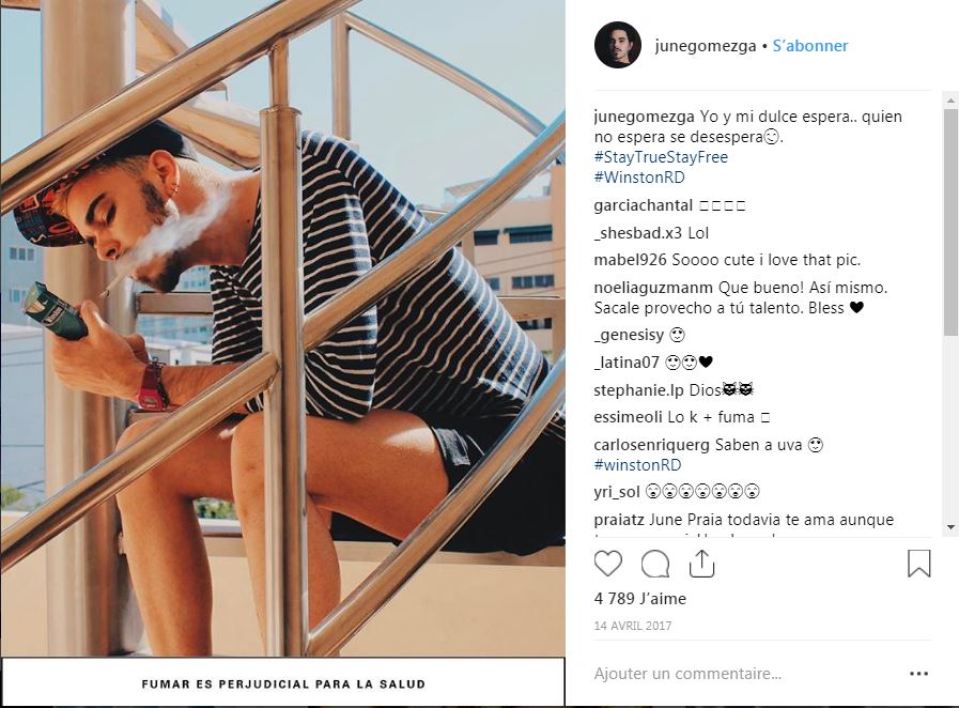 junegomezga • S'abonner
junegomezga Yo y mi dulce espera.. quien
no espera se desespera.
#StayTrueStayFree
#WinstonRD
garciachantal
_shesbad.x3 Lol
mabel926 Soooo cute i love that pic.
noeliaguzmanm Que bueno! Así mismo.
Sacale provecho a tú talento. Bless ♥
_genesisy
_latina07 ♥
stephanie.lp Dios
essimeoli Lo k + fuma
carlosenriquerg Saben a uva
#winstonRD
yri_sol
praiatz June Praia todavia te ama aunque
4 789 J'aime
14 AVRIL 2017
Ajouter un commentaire...
FUMAR ES PERJUDICIAL PARA LA SALUD